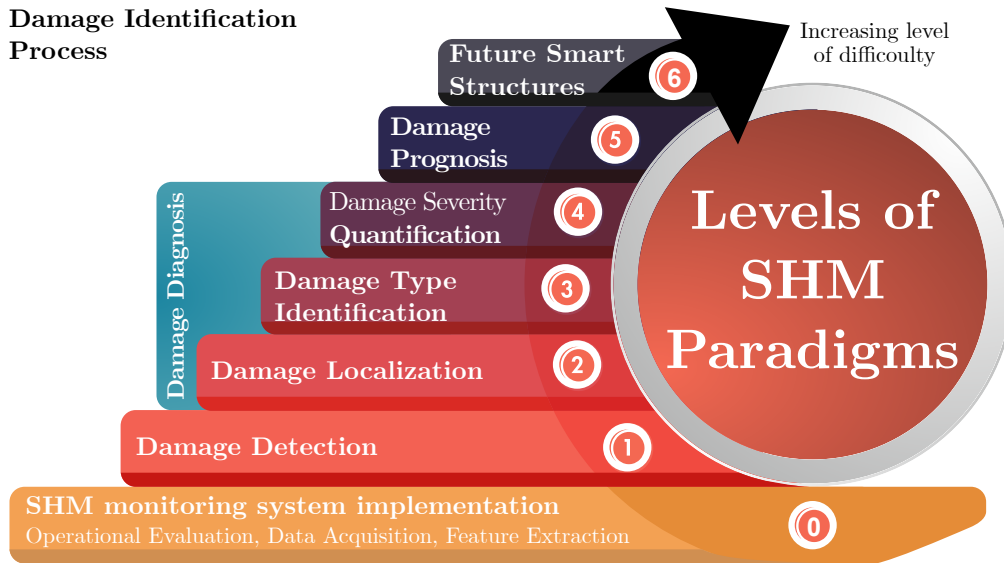 Damage Identification
Process
Increasing level
of difficoulty
Future Smart
Structures
6
Damage
Prognosis
5
Damage Diagnosis
Damage Severity
Quantification
4
Damage Type
Identification
3
Damage Localization
2
Damage Detection
1
SHM monitoring system implementation
Operational Evaluation, Data Acquisition, Feature Extraction
0
Levels of
SHM
Paradigms